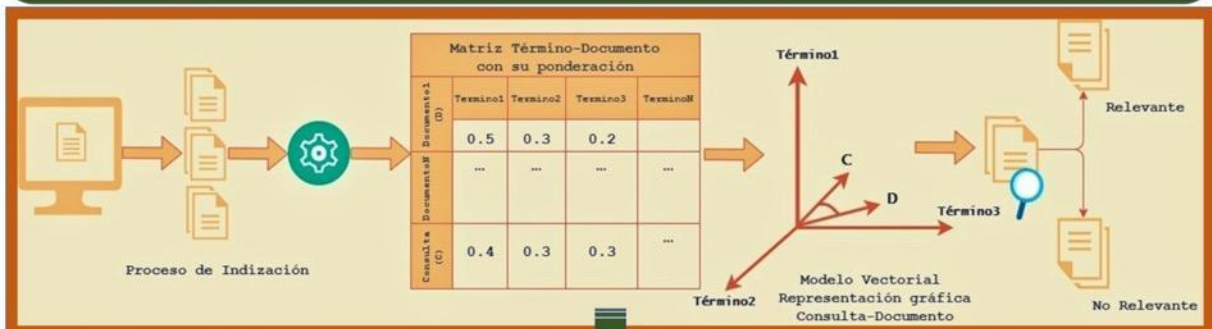 Proceso de Indización
Matriz Término-Documento
con su ponderación
Documento1
(D)
Termino1 Termino2 Termino3 TerminoN
0.5 0.3 0.2
DocumentoN
... ... ... ...
Consulta
(C)
0.4 0.3 0.3 ...
Término1
C
D
Término3
Término2
Modelo Vectorial
Representación gráfica
Consulta-Documento
Relevante
No Relevante